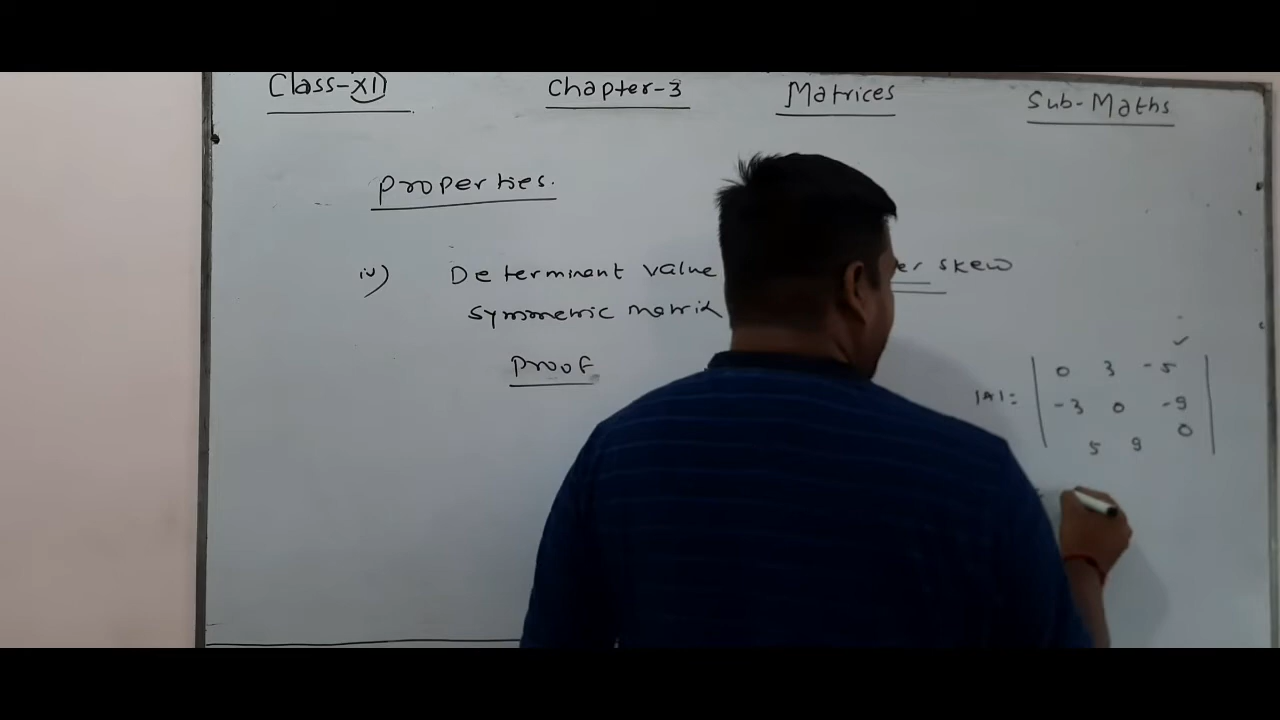 Class-XI Chapter-3 Matrices Sub-Maths
Properties.
iv) Determinant value skew
symmetric matrix
Proof
|A|=
0 3 -5
-3 0 -9
5 9 0